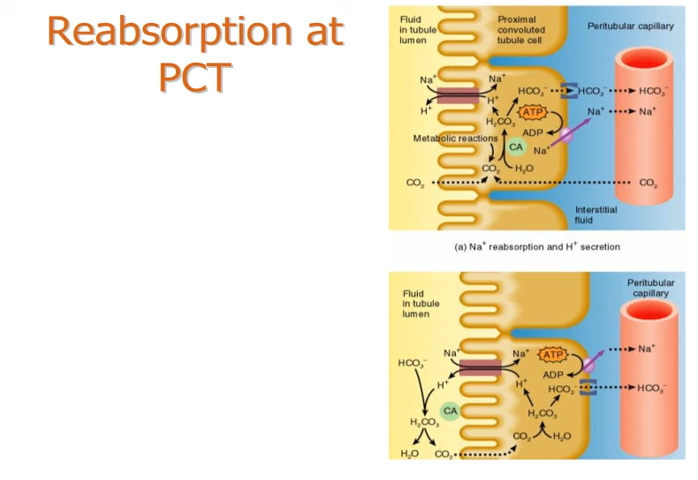 Reabsorption at
PCT
Fluid
in tubule
lumen
Proximal
convoluted
tubule cell
Peritubular capillary
Na⁺
Na⁺
H⁺
H⁺
HCO₃⁻
HCO₃⁻
HCO₃⁻
H₂CO₃
ATP
Na⁺
Na⁺
ADP
Metabolic reactions
CA
Na⁺
CO₂
H₂O
CO₂
CO₂
Interstitial
fluid
(a) Na⁺ reabsorption and H⁺ secretion
Fluid
in tubule
lumen
Peritubular
capillary
Na⁺
Na⁺
ATP
Na⁺
HCO₃⁻
ADP
H⁺
H⁺
HCO₃⁻
HCO₃⁻
CA
H₂CO₃
H₂CO₃
CO₂
H₂O
H₂O
CO₂